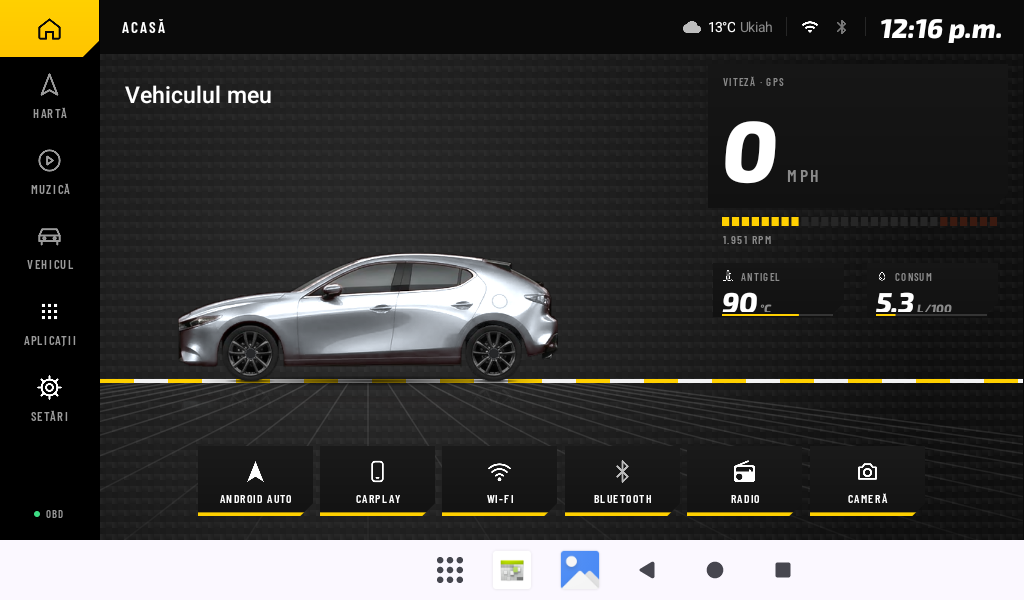 ACASĂ
13°C Ukiah
12:16 p.m.
HARTĂ
MUZICĂ
VEHICUL
APLICAȚII
SETĂRI
OBD
Vehiculul meu
VITEZĂ · GPS
0 MPH
1.951 RPM
ANTIGEL
90 °C
CONSUM
5.3 L/100
ANDROID AUTO
CARPLAY
WI-FI
BLUETOOTH
RADIO
CAMERĂ